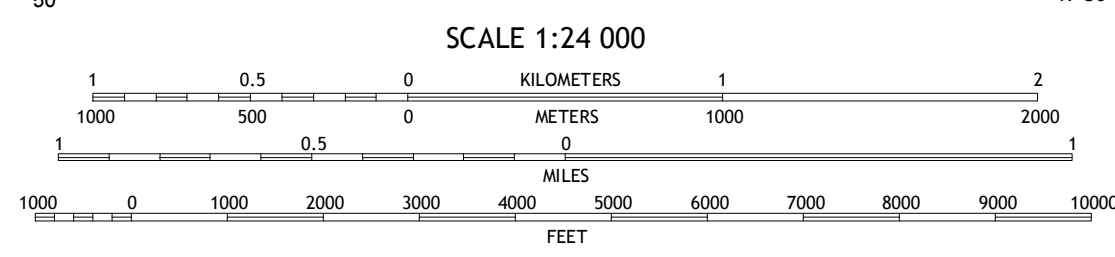 50
SCALE 1:24 000
1 0.5 0 KILOMETERS 1 2
1000 500 0 METERS 1000 2000
1 0.5 0 1
MILES
1000 0 1000 2000 3000 4000 5000 6000 7000 8000 9000 10000
FEET